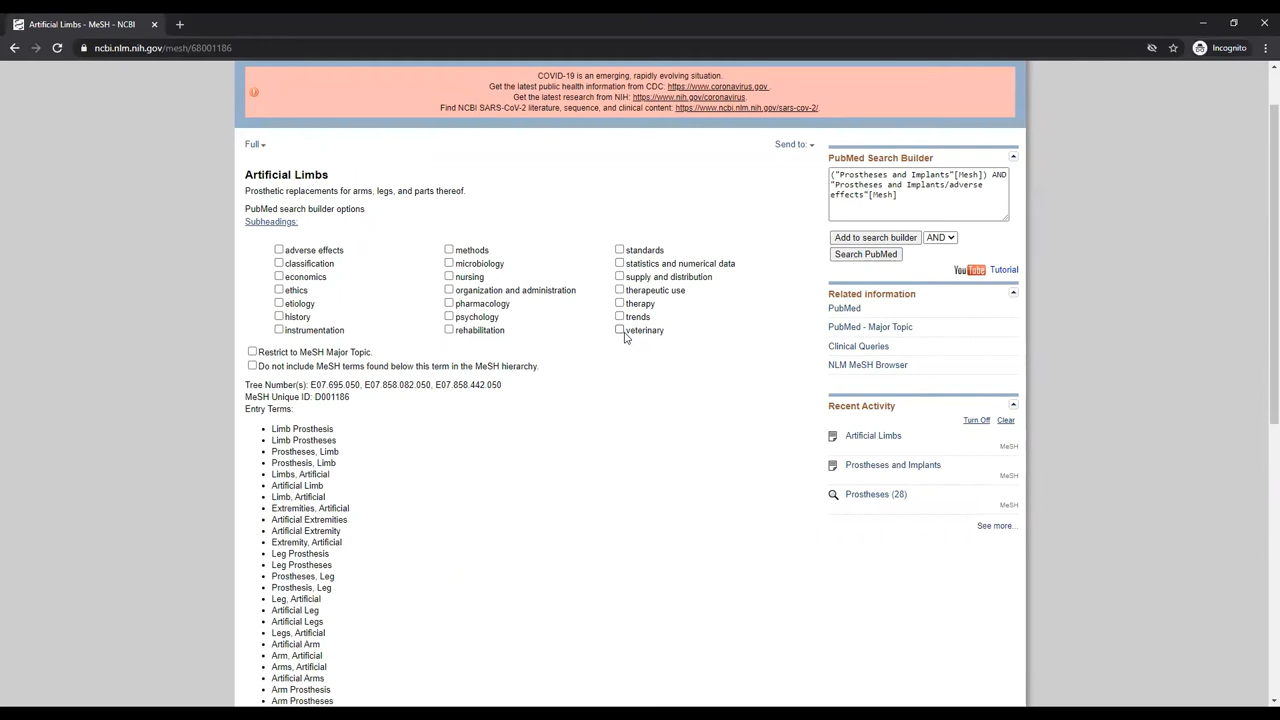 Artificial Limbs - MeSH - NCBI
ncbi.nlm.nih.gov/mesh/68001186
Incognito
COVID-19 is an emerging, rapidly evolving situation.
Get the latest public health information from CDC: https://www.coronavirus.gov .
Get the latest research from NIH: https://www.nih.gov/coronavirus.
Find NCBI SARS-CoV-2 literature, sequence, and clinical content: https://www.ncbi.nlm.nih.gov/sars-cov-2/.
Full
Send to:
Artificial Limbs
Prosthetic replacements for arms, legs, and parts thereof.
PubMed search builder options
Subheadings:
adverse effects
classification
economics
ethics
etiology
history
instrumentation
methods
microbiology
nursing
organization and administration
pharmacology
psychology
rehabilitation
standards
statistics and numerical data
supply and distribution
therapeutic use
therapy
trends
veterinary
Restrict to MeSH Major Topic.
Do not include MeSH terms found below this term in the MeSH hierarchy.
Tree Number(s): E07.695.050, E07.858.082.050, E07.858.442.050
MeSH Unique ID: D001186
Entry Terms:
Limb Prosthesis
Limb Prostheses
Prostheses, Limb
Prosthesis, Limb
Limbs, Artificial
Artificial Limb
Limb, Artificial
Extremities, Artificial
Artificial Extremities
Artificial Extremity
Extremity, Artificial
Leg Prosthesis
Leg Prostheses
Prostheses, Leg
Prosthesis, Leg
Leg, Artificial
Artificial Leg
Artificial Legs
Legs, Artificial
Artificial Arm
Arm, Artificial
Arms, Artificial
Artificial Arms
Arm Prosthesis
Arm Prostheses
PubMed Search Builder
("Prostheses and Implants"[Mesh]) AND
"Prostheses and Implants/adverse
effects"[Mesh]
Add to search builder
AND
Search PubMed
YouTube Tutorial
Related information
PubMed
PubMed - Major Topic
Clinical Queries
NLM MeSH Browser
Recent Activity
Turn Off Clear
Artificial Limbs
MeSH
Prostheses and Implants
MeSH
Prostheses (28)
MeSH
See more...